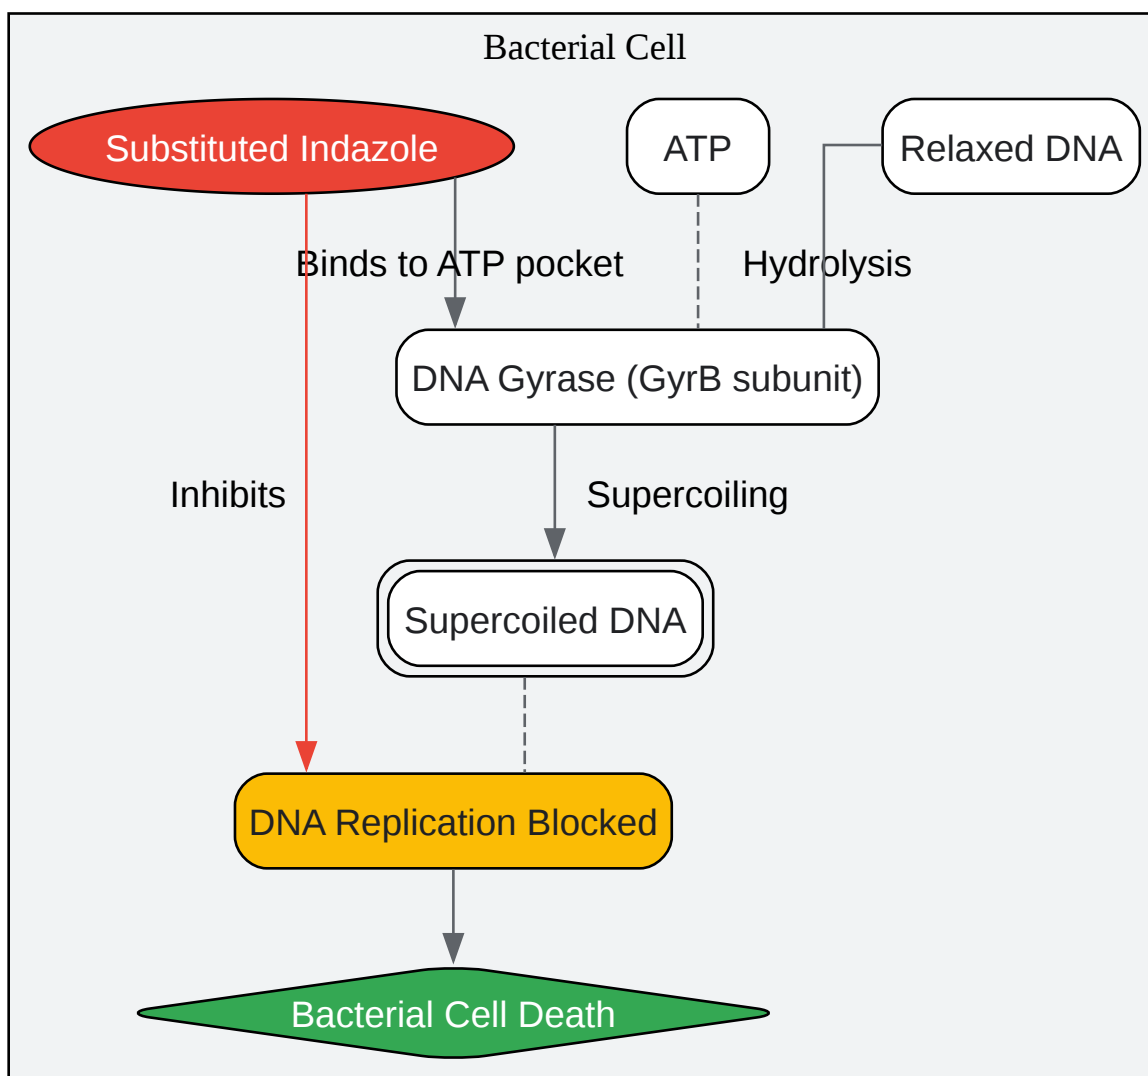 Bacterial Cell
Substituted Indazole
ATP
Relaxed DNA
Binds to ATP pocket
Hydrolysis
DNA Gyrase (GyrB subunit)
Inhibits
Supercoiling
Supercoiled DNA
DNA Replication Blocked
Bacterial Cell Death